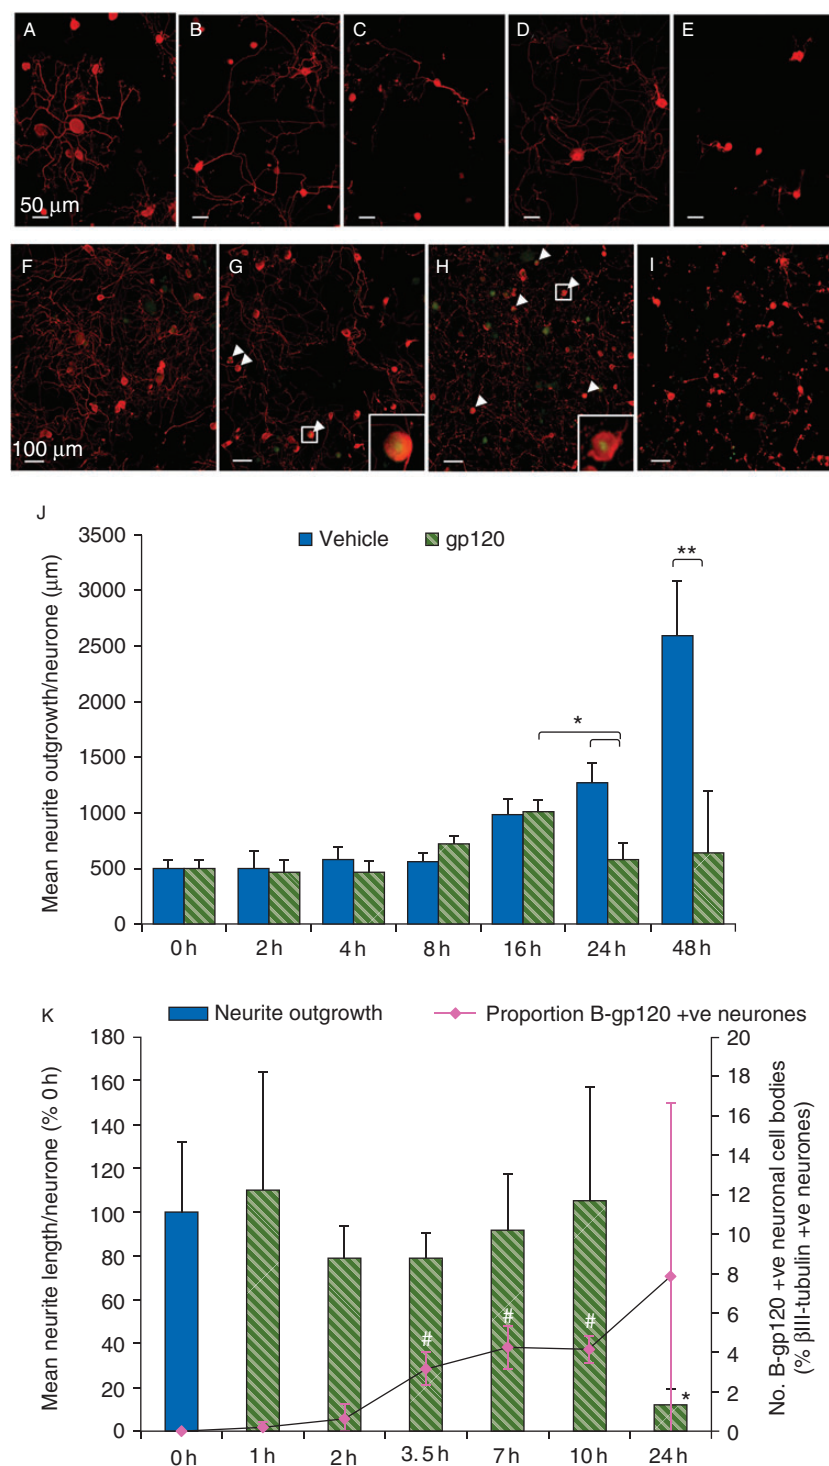 A B C D E
50 μm
F G H I
100 μm
J
Vehicle gp120
Mean neurite outgrowth/neurone (μm)
3500
3000
2500
2000
1500
1000
500
0
*
**
0 h 2 h 4 h 8 h 16 h 24 h 48 h
K
Neurite outgrowth Proportion B-gp120 +ve neurones
Mean neurite length/neurone (% 0 h)
180
160
140
120
100
80
60
40
20
0
# # #
*
20
18
16
14
12
10
8
6
4
2
0
No. B-gp120 +ve neuronal cell bodies
(% βIII-tubulin +ve neurones)
0 h 1 h 2 h 3.5 h 7 h 10 h 24 h